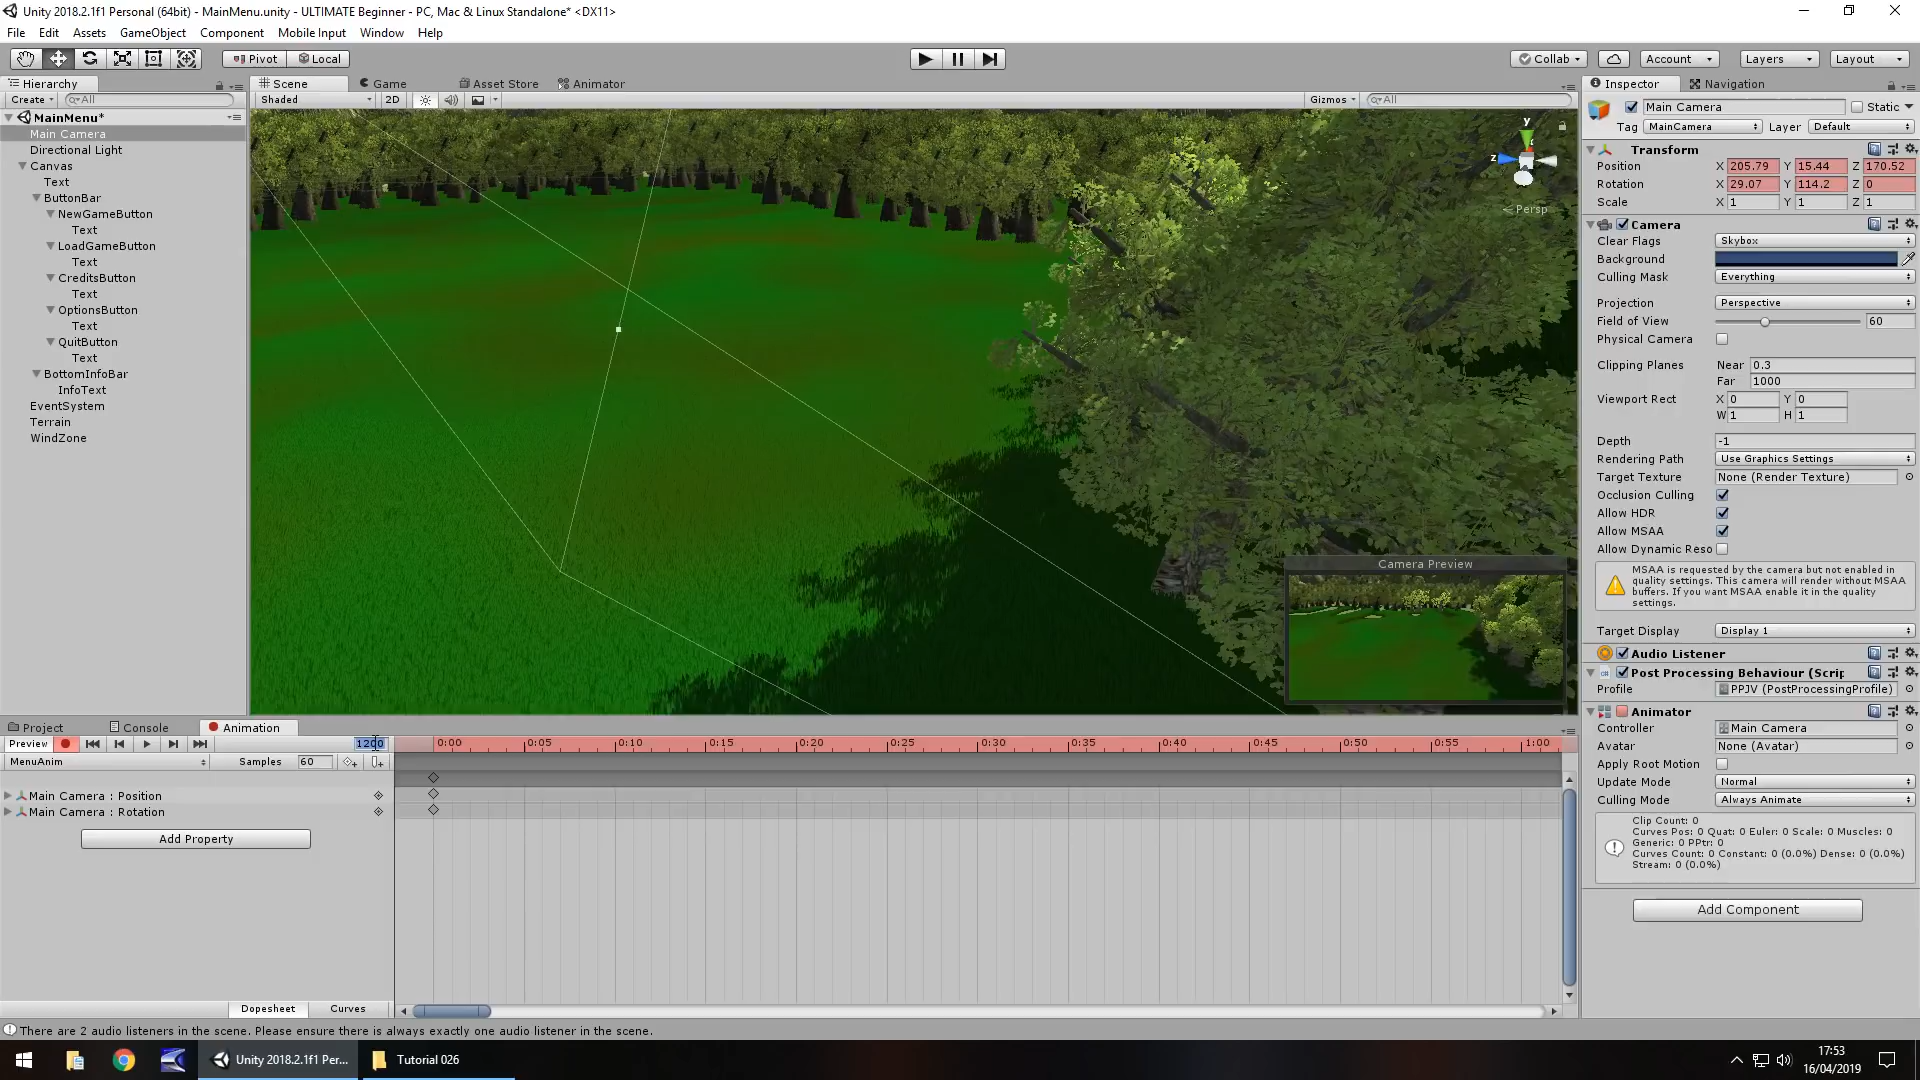 Unity 2018.2.1f1 Personal (64bit) - MainMenu.unity - ULTIMATE Beginner - PC, Mac & Linux Standalone* <DX11>
File Edit Assets GameObject Component Mobile Input Window Help
Pivot Local Collab Account Layers Layout
Hierarchy Scene Game Asset Store Animator Inspector Navigation
Create All Shaded 2D Gizmos All
MainMenu*
Main Camera
Directional Light
Canvas
Text
ButtonBar
NewGameButton
Text
LoadGameButton
Text
CreditsButton
Text
OptionsButton
Text
QuitButton
Text
BottomInfoBar
InfoText
EventSystem
Terrain
WindZone
y
z
Persp
Camera Preview
Main Camera Static
Tag MainCamera Layer Default
Transform
Position X 205.79 Y 15.44 Z 170.52
Rotation X 29.07 Y 114.2 Z 0
Scale X 1 Y 1 Z 1
Camera
Clear Flags Skybox
Background
Culling Mask Everything
Projection Perspective
Field of View 60
Physical Camera
Clipping Planes Near 0.3
Far 1000
Viewport Rect X 0 Y 0
W 1 H 1
Depth -1
Rendering Path Use Graphics Settings
Target Texture None (Render Texture)
Occlusion Culling
Allow HDR
Allow MSAA
Allow Dynamic Reso
MSAA is requested by the camera but not enabled in
quality settings. This camera will render without MSAA
buffers. If you want MSAA enable it in the quality
settings.
Target Display Display 1
Audio Listener
Post Processing Behaviour (Scrip
Profile PPJV (PostProcessingProfile)
Animator
Controller Main Camera
Avatar None (Avatar)
Apply Root Motion
Update Mode Normal
Culling Mode Always Animate
Clip Count: 0
Curves Pos: 0 Quat: 0 Euler: 0 Scale: 0 Muscles: 0
Generic: 0 PPtr: 0
Curves Count: 0 Constant: 0 (0.0%) Dense: 0 (0.0%)
Stream: 0 (0.0%)
Add Component
Project Console Animation
Preview 1200 0:00 0:05 0:10 0:15 0:20 0:25 0:30 0:35 0:40 0:45 0:50 0:55 1:00
MenuAnim Samples 60
Main Camera : Position
Main Camera : Rotation
Add Property
Dopesheet Curves
There are 2 audio listeners in the scene. Please ensure there is always exactly one audio listener in the scene.
Unity 2018.2.1f1 Per... Tutorial 026
17:53
16/04/2019